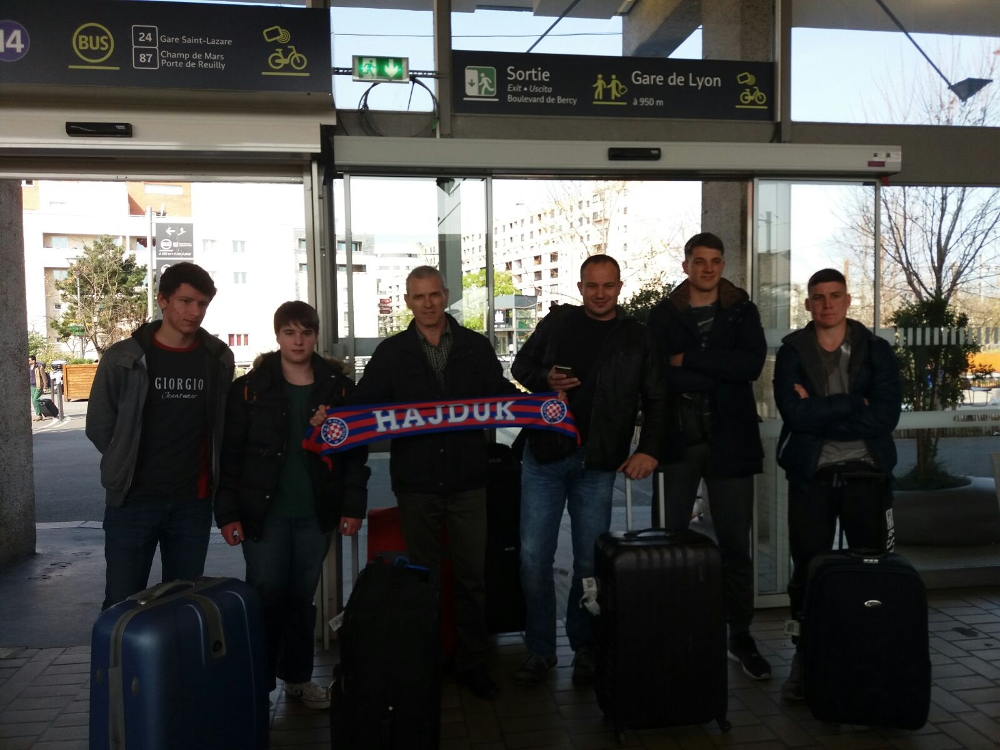 14
BUS
24 Gare Saint-Lazare
87 Champ de Mars
Porte de Reuilly
Sortie
Exit • Uscita
Boulevard de Bercy
Gare de Lyon
à 950 m
BUS
GIORGIO
Jeanswear
HAJDUK